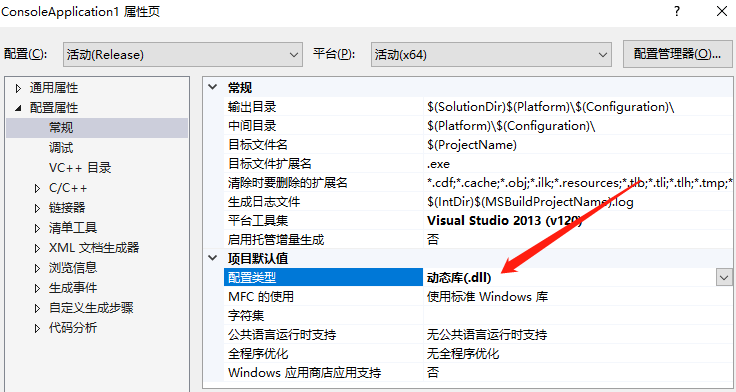 ConsoleApplication1 属性页
配置(C): 活动(Release) 平台(P): 活动(x64) 配置管理器(O)...
通用属性
配置属性
常规
调试
VC++ 目录
C/C++
链接器
清单工具
XML 文档生成器
浏览信息
生成事件
自定义生成步骤
代码分析
常规
输出目录 $(SolutionDir)$(Platform)\$(Configuration)\
中间目录 $(Platform)\$(Configuration)\
目标文件名 $(ProjectName)
目标文件扩展名 .exe
清除时要删除的扩展名 *.cdf;*.cache;*.obj;*.ilk;*.resources;*.tlb;*.tli;*.tlh;*.tmp;*
生成日志文件 $(IntDir)$(MSBuildProjectName).log
平台工具集 Visual Studio 2013 (v120)
启用托管增量生成 否
项目默认值
配置类型 动态库(.dll)
MFC 的使用 使用标准 Windows 库
字符集
公共语言运行时支持 无公共语言运行时支持
全程序优化 无全程序优化
Windows 应用商店应用支持 否